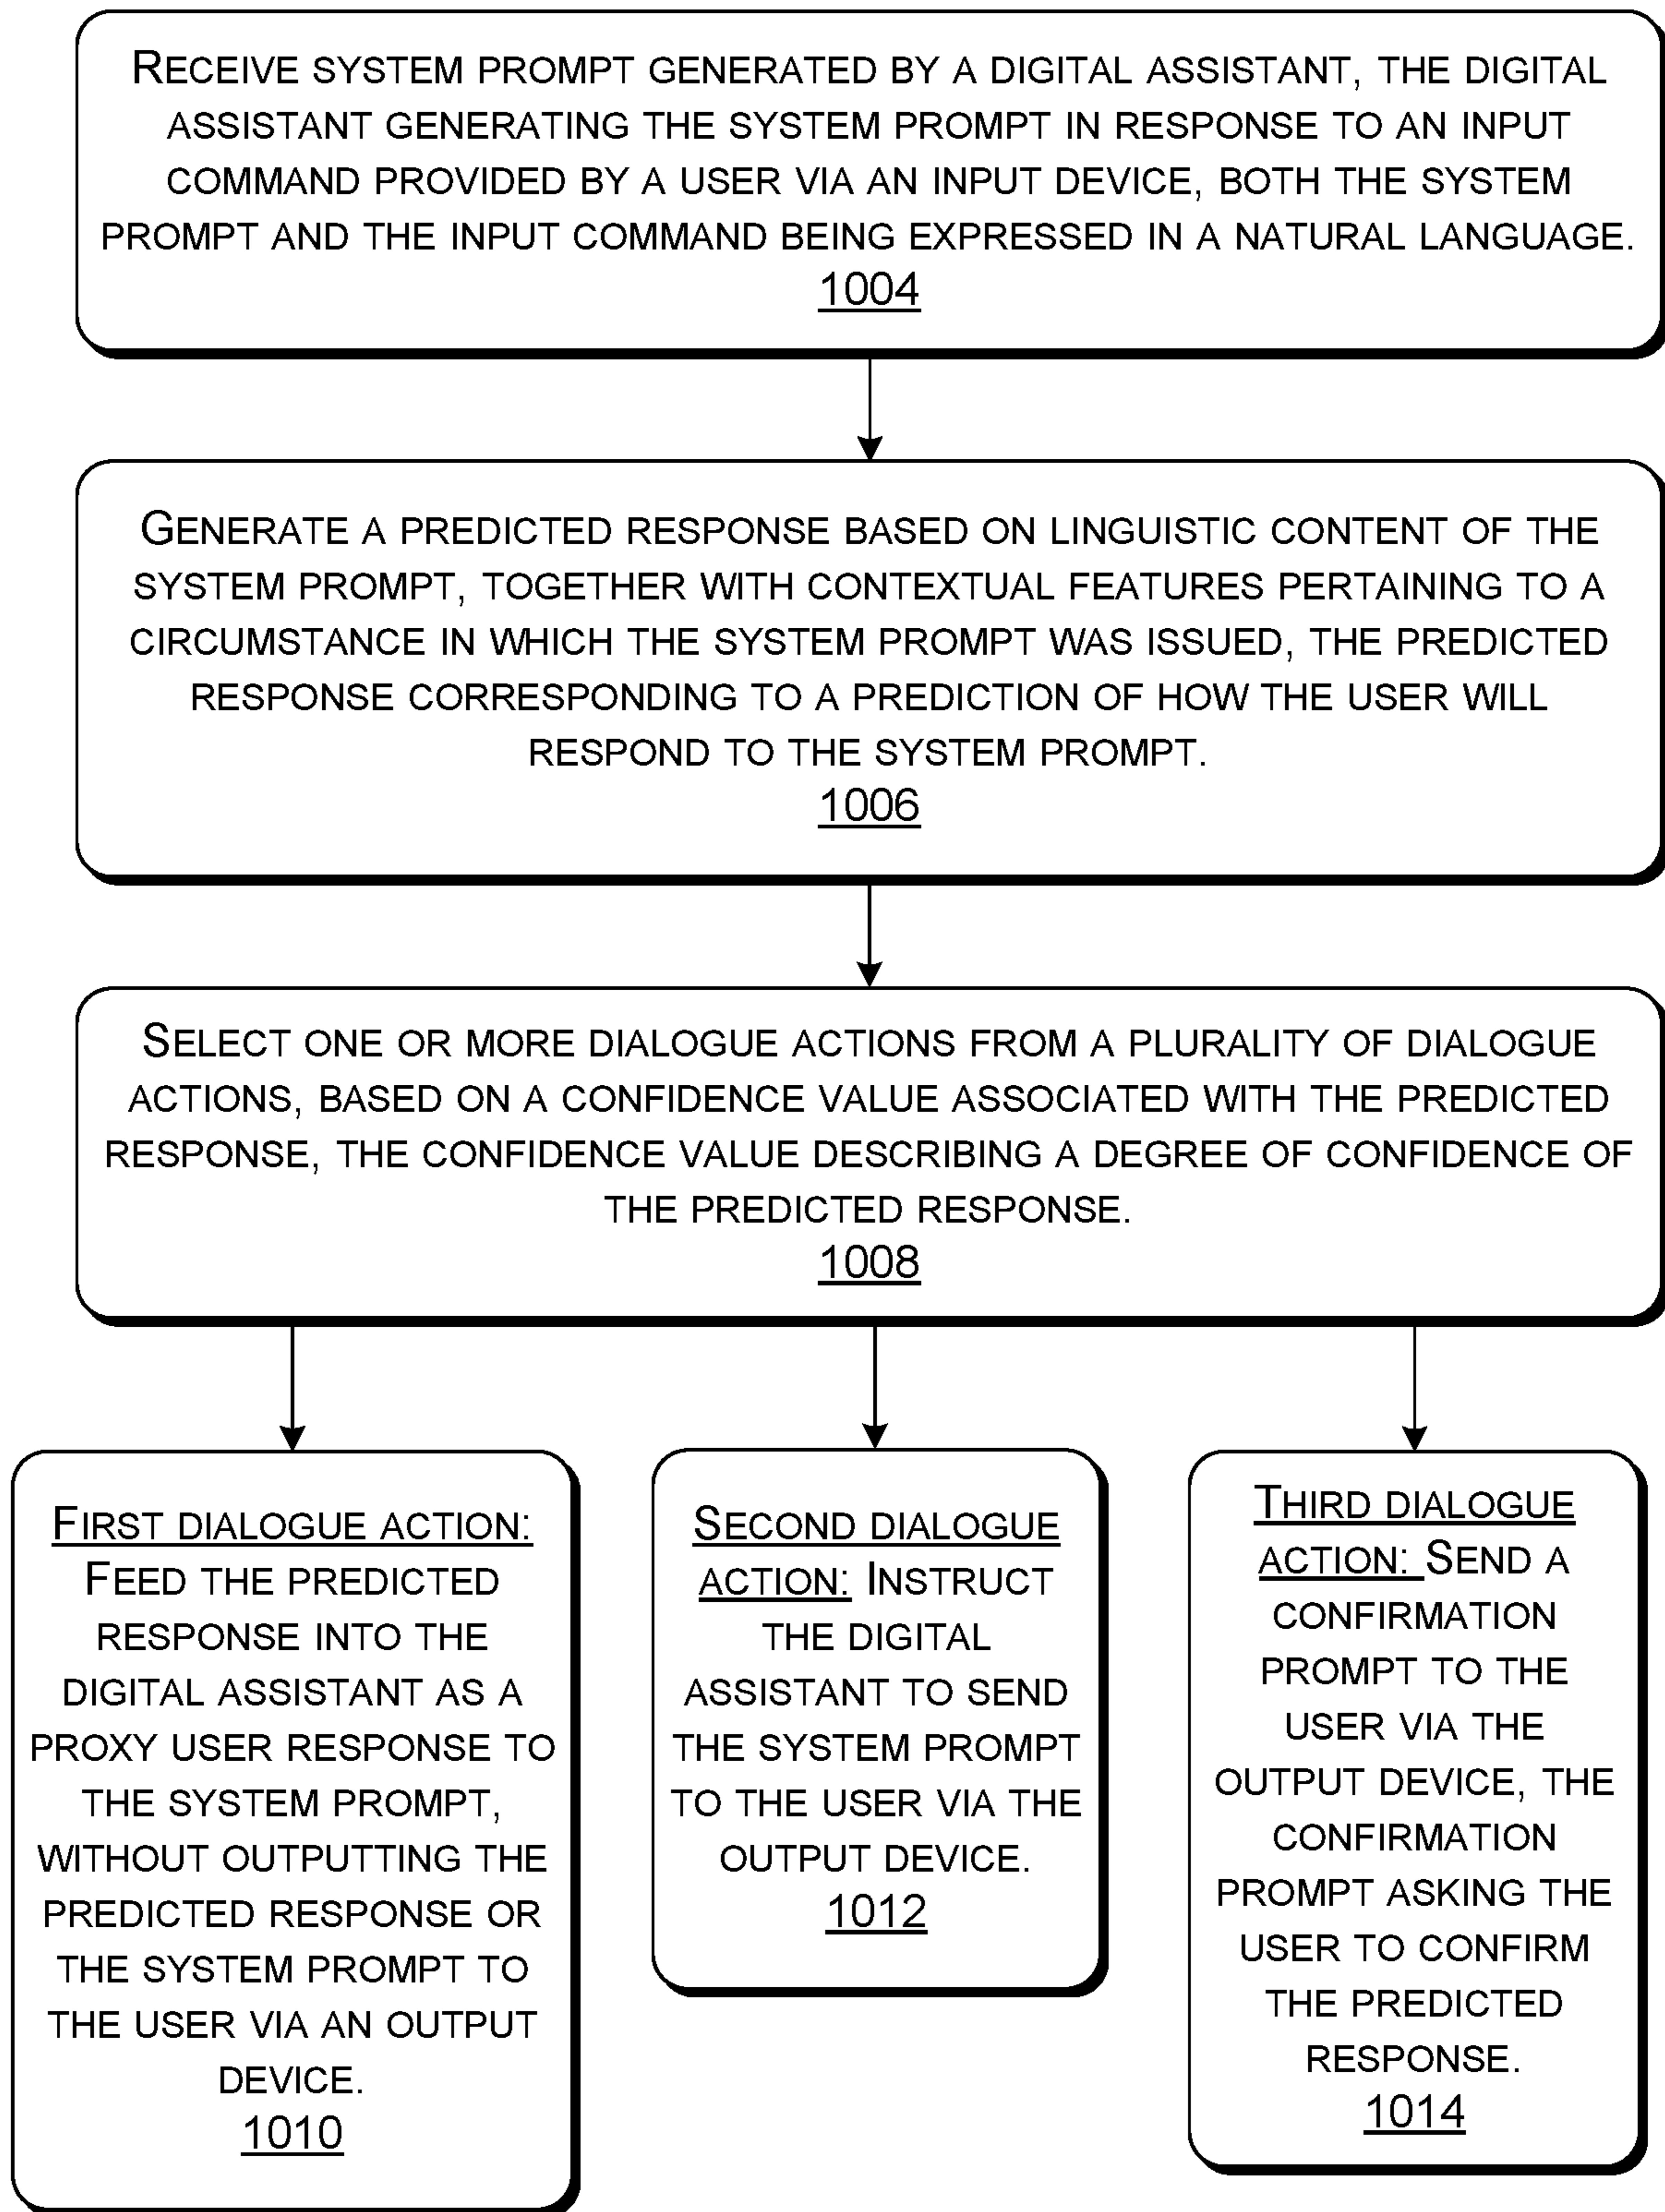 RECEIVE SYSTEM PROMPT GENERATED BY A DIGITAL ASSISTANT, THE DIGITAL
ASSISTANT GENERATING THE SYSTEM PROMPT IN RESPONSE TO AN INPUT
COMMAND PROVIDED BY A USER VIA AN INPUT DEVICE, BOTH THE SYSTEM
PROMPT AND THE INPUT COMMAND BEING EXPRESSED IN A NATURAL LANGUAGE.
1004
GENERATE A PREDICTED RESPONSE BASED ON LINGUISTIC CONTENT OF THE
SYSTEM PROMPT, TOGETHER WITH CONTEXTUAL FEATURES PERTAINING TO A
CIRCUMSTANCE IN WHICH THE SYSTEM PROMPT WAS ISSUED, THE PREDICTED
RESPONSE CORRESPONDING TO A PREDICTION OF HOW THE USER WILL
RESPOND TO THE SYSTEM PROMPT.
1006
SELECT ONE OR MORE DIALOGUE ACTIONS FROM A PLURALITY OF DIALOGUE
ACTIONS, BASED ON A CONFIDENCE VALUE ASSOCIATED WITH THE PREDICTED
RESPONSE, THE CONFIDENCE VALUE DESCRIBING A DEGREE OF CONFIDENCE OF
THE PREDICTED RESPONSE.
1008
FIRST DIALOGUE ACTION:
FEED THE PREDICTED
RESPONSE INTO THE
DIGITAL ASSISTANT AS A
PROXY USER RESPONSE TO
THE SYSTEM PROMPT,
WITHOUT OUTPUTTING THE
PREDICTED RESPONSE OR
THE SYSTEM PROMPT TO
THE USER VIA AN OUTPUT
DEVICE.
1010
SECOND DIALOGUE
ACTION: INSTRUCT
THE DIGITAL
ASSISTANT TO SEND
THE SYSTEM PROMPT
TO THE USER VIA THE
OUTPUT DEVICE.
1012
THIRD DIALOGUE
ACTION: SEND A
CONFIRMATION
PROMPT TO THE
USER VIA THE
OUTPUT DEVICE, THE
CONFIRMATION
PROMPT ASKING THE
USER TO CONFIRM
THE PREDICTED
RESPONSE.
1014